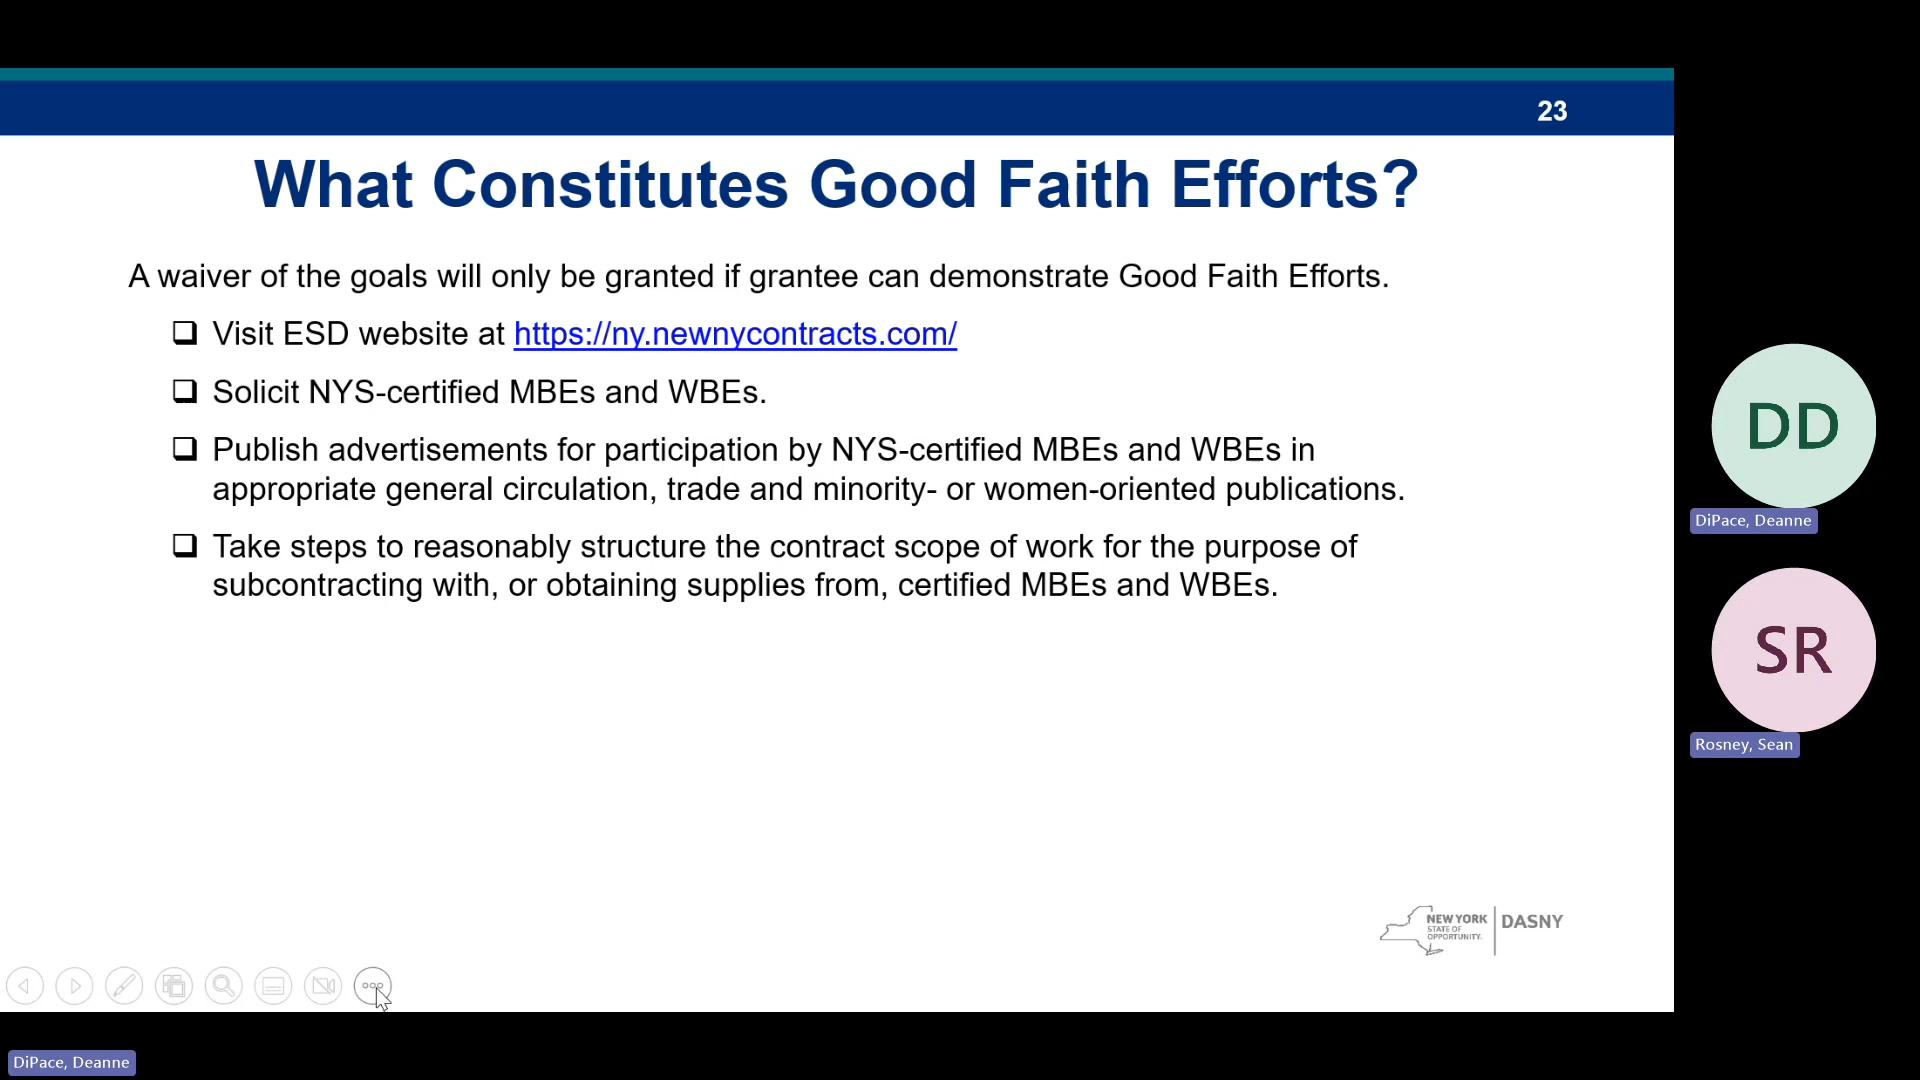 23
What Constitutes Good Faith Efforts?
A waiver of the goals will only be granted if grantee can demonstrate Good Faith Efforts.
❑ Visit ESD website at https://ny.newnycontracts.com/
❑ Solicit NYS-certified MBEs and WBEs.
❑ Publish advertisements for participation by NYS-certified MBEs and WBEs in
appropriate general circulation, trade and minority- or women-oriented publications.
❑ Take steps to reasonably structure the contract scope of work for the purpose of
subcontracting with, or obtaining supplies from, certified MBEs and WBEs.
NEW YORK
STATE OF
OPPORTUNITY.
DASNY
DD
DiPace, Deanne
SR
Rosney, Sean
DiPace, Deanne